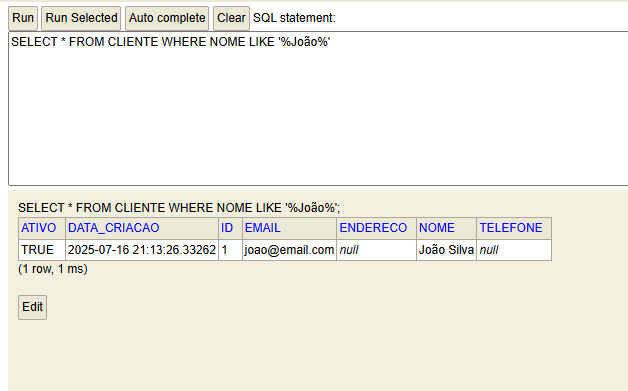 Run Run Selected Auto complete Clear SQL statement:
SELECT * FROM CLIENTE WHERE NOME LIKE '%João%'
SELECT * FROM CLIENTE WHERE NOME LIKE '%João%';
ATIVO DATA_CRIACAO ID EMAIL ENDERECO NOME TELEFONE
TRUE 2025-07-16 21:13:26.33262 1 joao@email.com null João Silva null
(1 row, 1 ms)
Edit